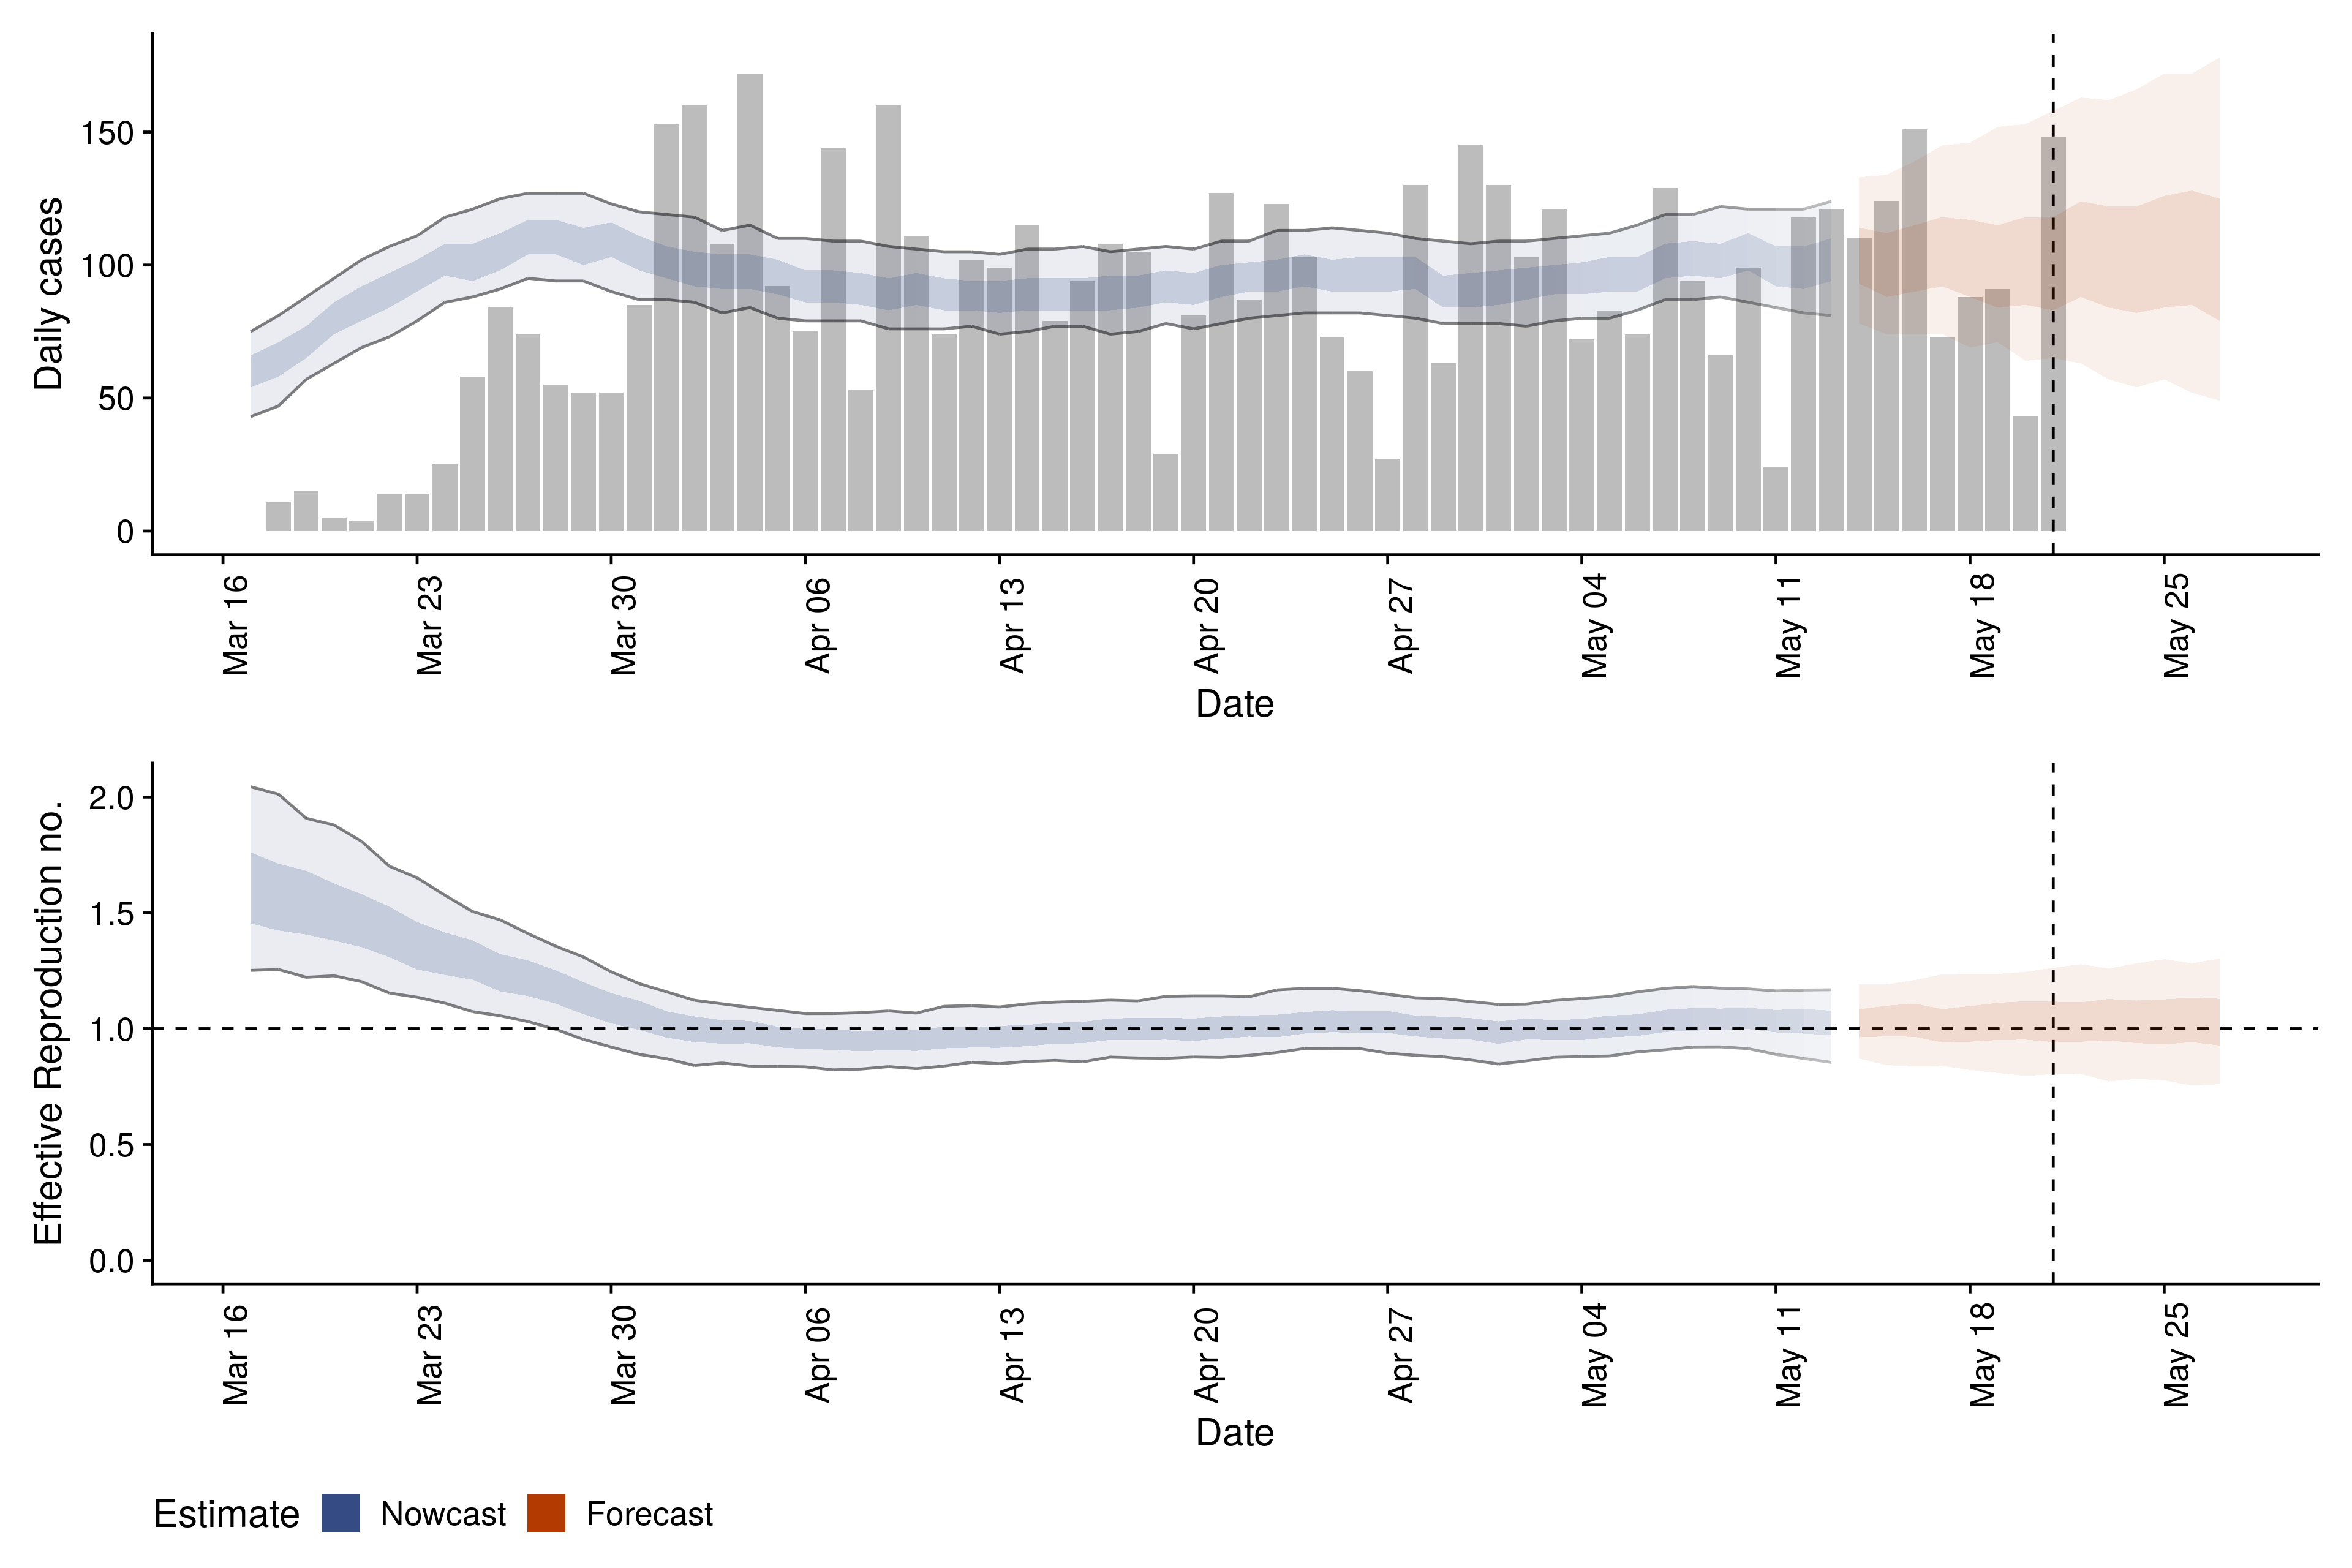 Daily cases
150
100
50
0
Mar 16
Mar 23
Mar 30
Apr 06
Apr 13
Apr 20
Apr 27
May 04
May 11
May 18
May 25
Date
Effective Reproduction no.
2.0
1.5
1.0
0.5
0.0
Mar 16
Mar 23
Mar 30
Apr 06
Apr 13
Apr 20
Apr 27
May 04
May 11
May 18
May 25
Date
Estimate Nowcast Forecast